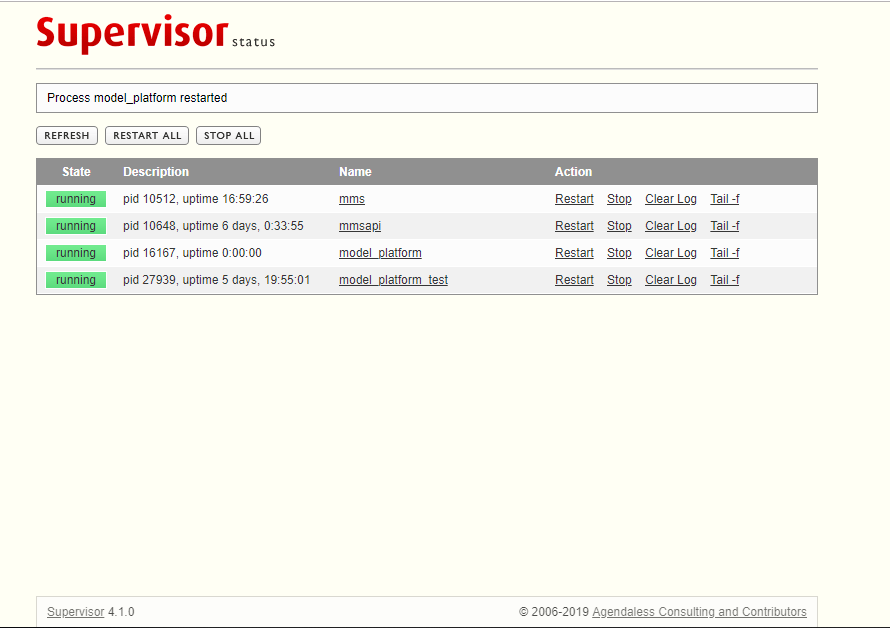 Supervisor status
Process model_platform restarted
REFRESH RESTART ALL STOP ALL
State Description Name Action
running pid 10512, uptime 16:59:26 mms Restart Stop Clear Log Tail -f
running pid 10648, uptime 6 days, 0:33:55 mmsapi Restart Stop Clear Log Tail -f
running pid 16167, uptime 0:00:00 model_platform Restart Stop Clear Log Tail -f
running pid 27939, uptime 5 days, 19:55:01 model_platform_test Restart Stop Clear Log Tail -f
Supervisor 4.1.0 © 2006-2019 Agendaless Consulting and Contributors